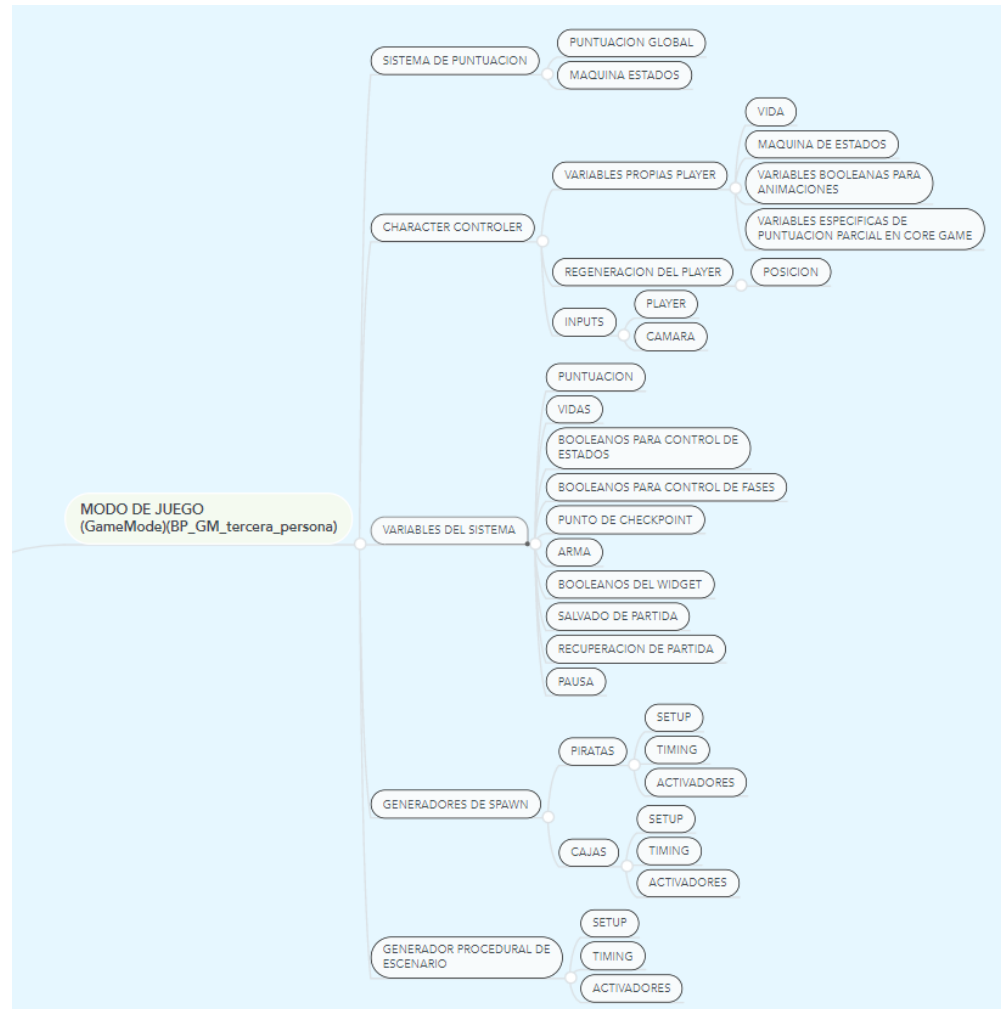 MODO DE JUEGO
(GameMode)(BP_GM_tercera_persona)
SISTEMA DE PUNTUACION
PUNTUACION GLOBAL
MAQUINA ESTADOS
CHARACTER CONTROLER
VARIABLES PROPIAS PLAYER
VIDA
MAQUINA DE ESTADOS
VARIABLES BOOLEANAS PARA
ANIMACIONES
VARIABLES ESPECIFICAS DE
PUNTUACION PARCIAL EN CORE GAME
REGENERACION DEL PLAYER
POSICION
INPUTS
PLAYER
CAMARA
VARIABLES DEL SISTEMA
PUNTUACION
VIDAS
BOOLEANOS PARA CONTROL DE
ESTADOS
BOOLEANOS PARA CONTROL DE FASES
PUNTO DE CHECKPOINT
ARMA
BOOLEANOS DEL WIDGET
SALVADO DE PARTIDA
RECUPERACION DE PARTIDA
PAUSA
GENERADORES DE SPAWN
PIRATAS
SETUP
TIMING
ACTIVADORES
CAJAS
SETUP
TIMING
ACTIVADORES
GENERADOR PROCEDURAL DE
ESCENARIO
SETUP
TIMING
ACTIVADORES